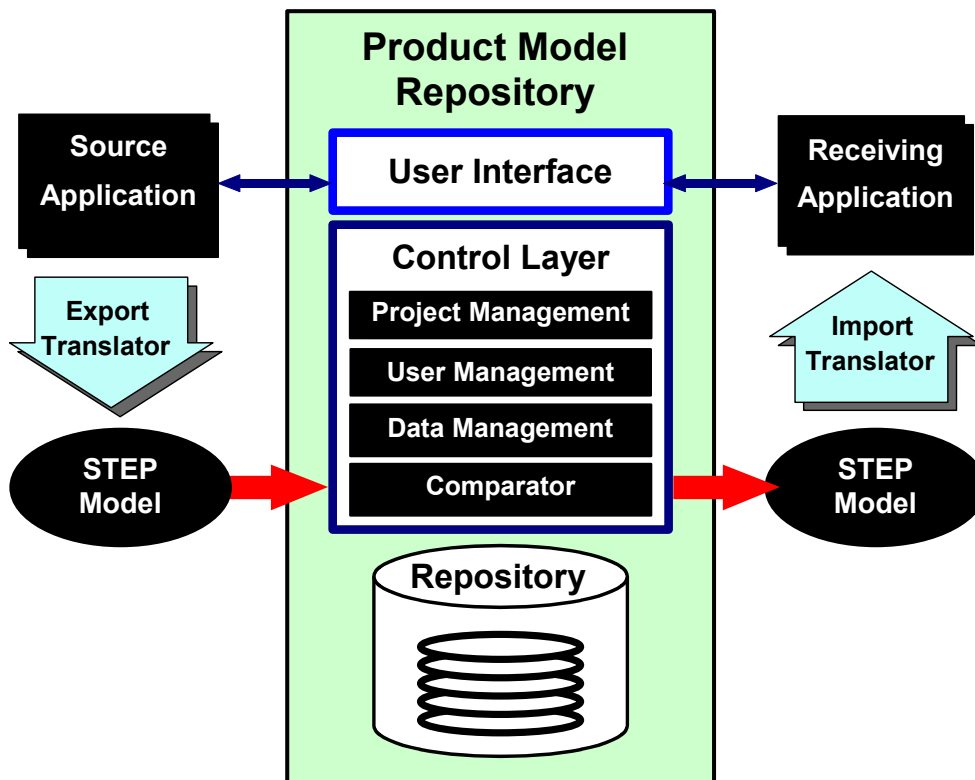 Product Model
Repository
Source
Application
User Interface
Receiving
Application
Control Layer
Export
Translator
Project Management
User Management
Data Management
Comparator
Import
Translator
STEP
Model
STEP
Model
Repository